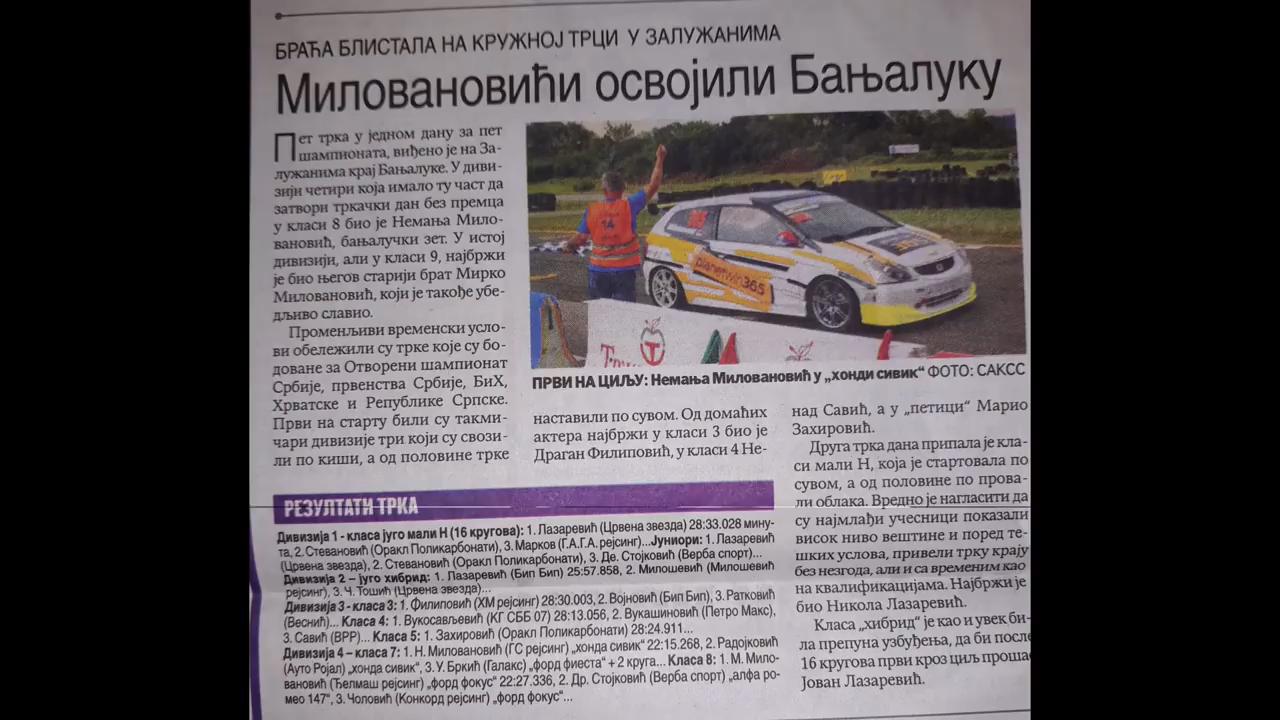 БРАЋА БЛИСТАЛА НА КРУЖНОЈ ТРЦИ У ЗАЛУЖАНИМА
Миловановићи освојили Бањалуку
Пет трка у једном дану за пет
шампионата, виђено је на За-
лужанима крај Бањалуке. У диви-
зији четири која имало ту част да
затвори тркачки дан без премца
у класи 8 био је Немања Мило-
вановић, бањалучки зет. У истој
дивизији, али у класи 9, најбржи
је био његов старији брат Мирко
Миловановић, који је такође убе-
дљиво славио.
Променљиви временски усло-
ви обележили су трке које су бо-
доване за Отворени шампионат
Србије, првенства Србије, БиХ,
Хрватске и Републике Српске.
Први на старту били су такми-
чари дивизије три који су свози-
ли по киши, а од половине трке
14
planetwin365
ПРВИ НА ЦИЉУ: Немања Миловановић у „хонди сивик“ ФОТО: САКСС
наставили по сувом. Од домаћих
актера најбржи у класи 3 био је
Драган Филиповић, у класи 4 Не-
над Савић, а у „петици“ Марио
Захировић.
Друга трка дана припала је кла-
си мали Н, која је стартовала по
сувом, а од половине по прова-
ли облака. Вредно је нагласити да
су најмлађи учесници показали
висок ниво вештине и поред те-
шких услова, привели трку крају
без незгода, али и са временим као
на квалификацијама. Најбржи је
био Никола Лазаревић.
Класа „хибрид“ је као и увек би-
ла препуна узбуђења, да би после
16 кругова први кроз циљ проша
Јован Лазаревић.
РЕЗУЛТАТИ ТРКА
Дивизија 1 - класа југо мали Н (16 кругова): 1. Лазаревић (Црвена звезда) 28:33.028 мину-
та, 2. Стевановић (Оракл Поликарбонати), 3. Марков (Г.А.Г.А. рејсинг)...Јуниори: 1. Лазаревић
(Црвена звезда), 2. Стевановић (Оракл Поликарбонати), 3. Де. Стојковић (Верба спорт)...
Дивизија 2 – југо хибрид: 1. Лазаревић (Бип Бип) 25:57.858, 2. Милошевић (Милошевић
рејсинг), 3. Ч. Тошић (Црвена звезда)...
Дивизија 3 - класа 3: 1. Филиповић (ХМ рејсинг) 28:30.003, 2. Војновић (Бип Бип), 3. Ратковић
(Веснић)... Класа 4: 1. Вукосављевић (КГ СББ 07) 28:13.056, 2. Вукашиновић (Петро Макс),
3. Савић (ВРР)... Класа 5: 1. Захировић (Оракл Поликарбонати) 28:24.911...
Дивизија 4 – класа 7: 1. Н. Миловановић (ГС рејсинг) „хонда сивик“ 22:15.268, 2. Радојковић
(Ауто Ројал) „хонда сивик“, 3. У. Бркић (Галакс) „форд фиеста“ + 2 круга... Класа 8: 1. М. Мило-
вановић (Ћелмаш рејсинг) „форд фокус“ 22:27.336, 2. Др. Стојковић (Верба спорт) „алфа ро-
мео 147“, 3. Чоловић (Конкорд рејсинг) „форд фокус“...